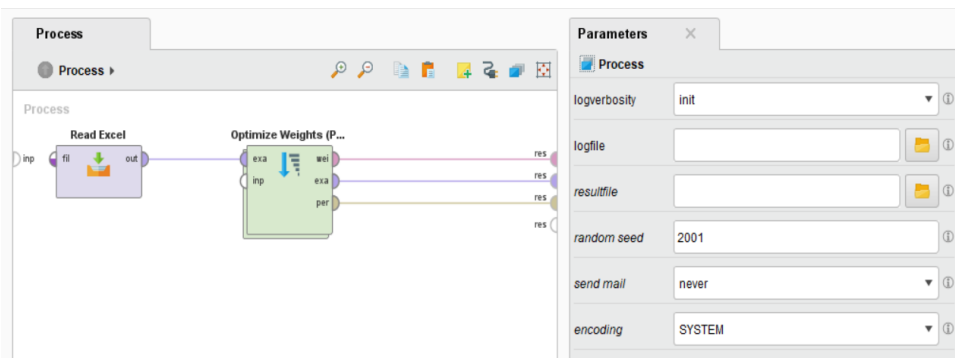 Process
Process
Process
Read Excel
inp
fil
out
Optimize Weights (P...
exa
inp
wei
exa
per
res
res
res
res
Parameters
Process
logverbosity
init
logfile
resultfile
random seed
2001
send mail
never
encoding
SYSTEM